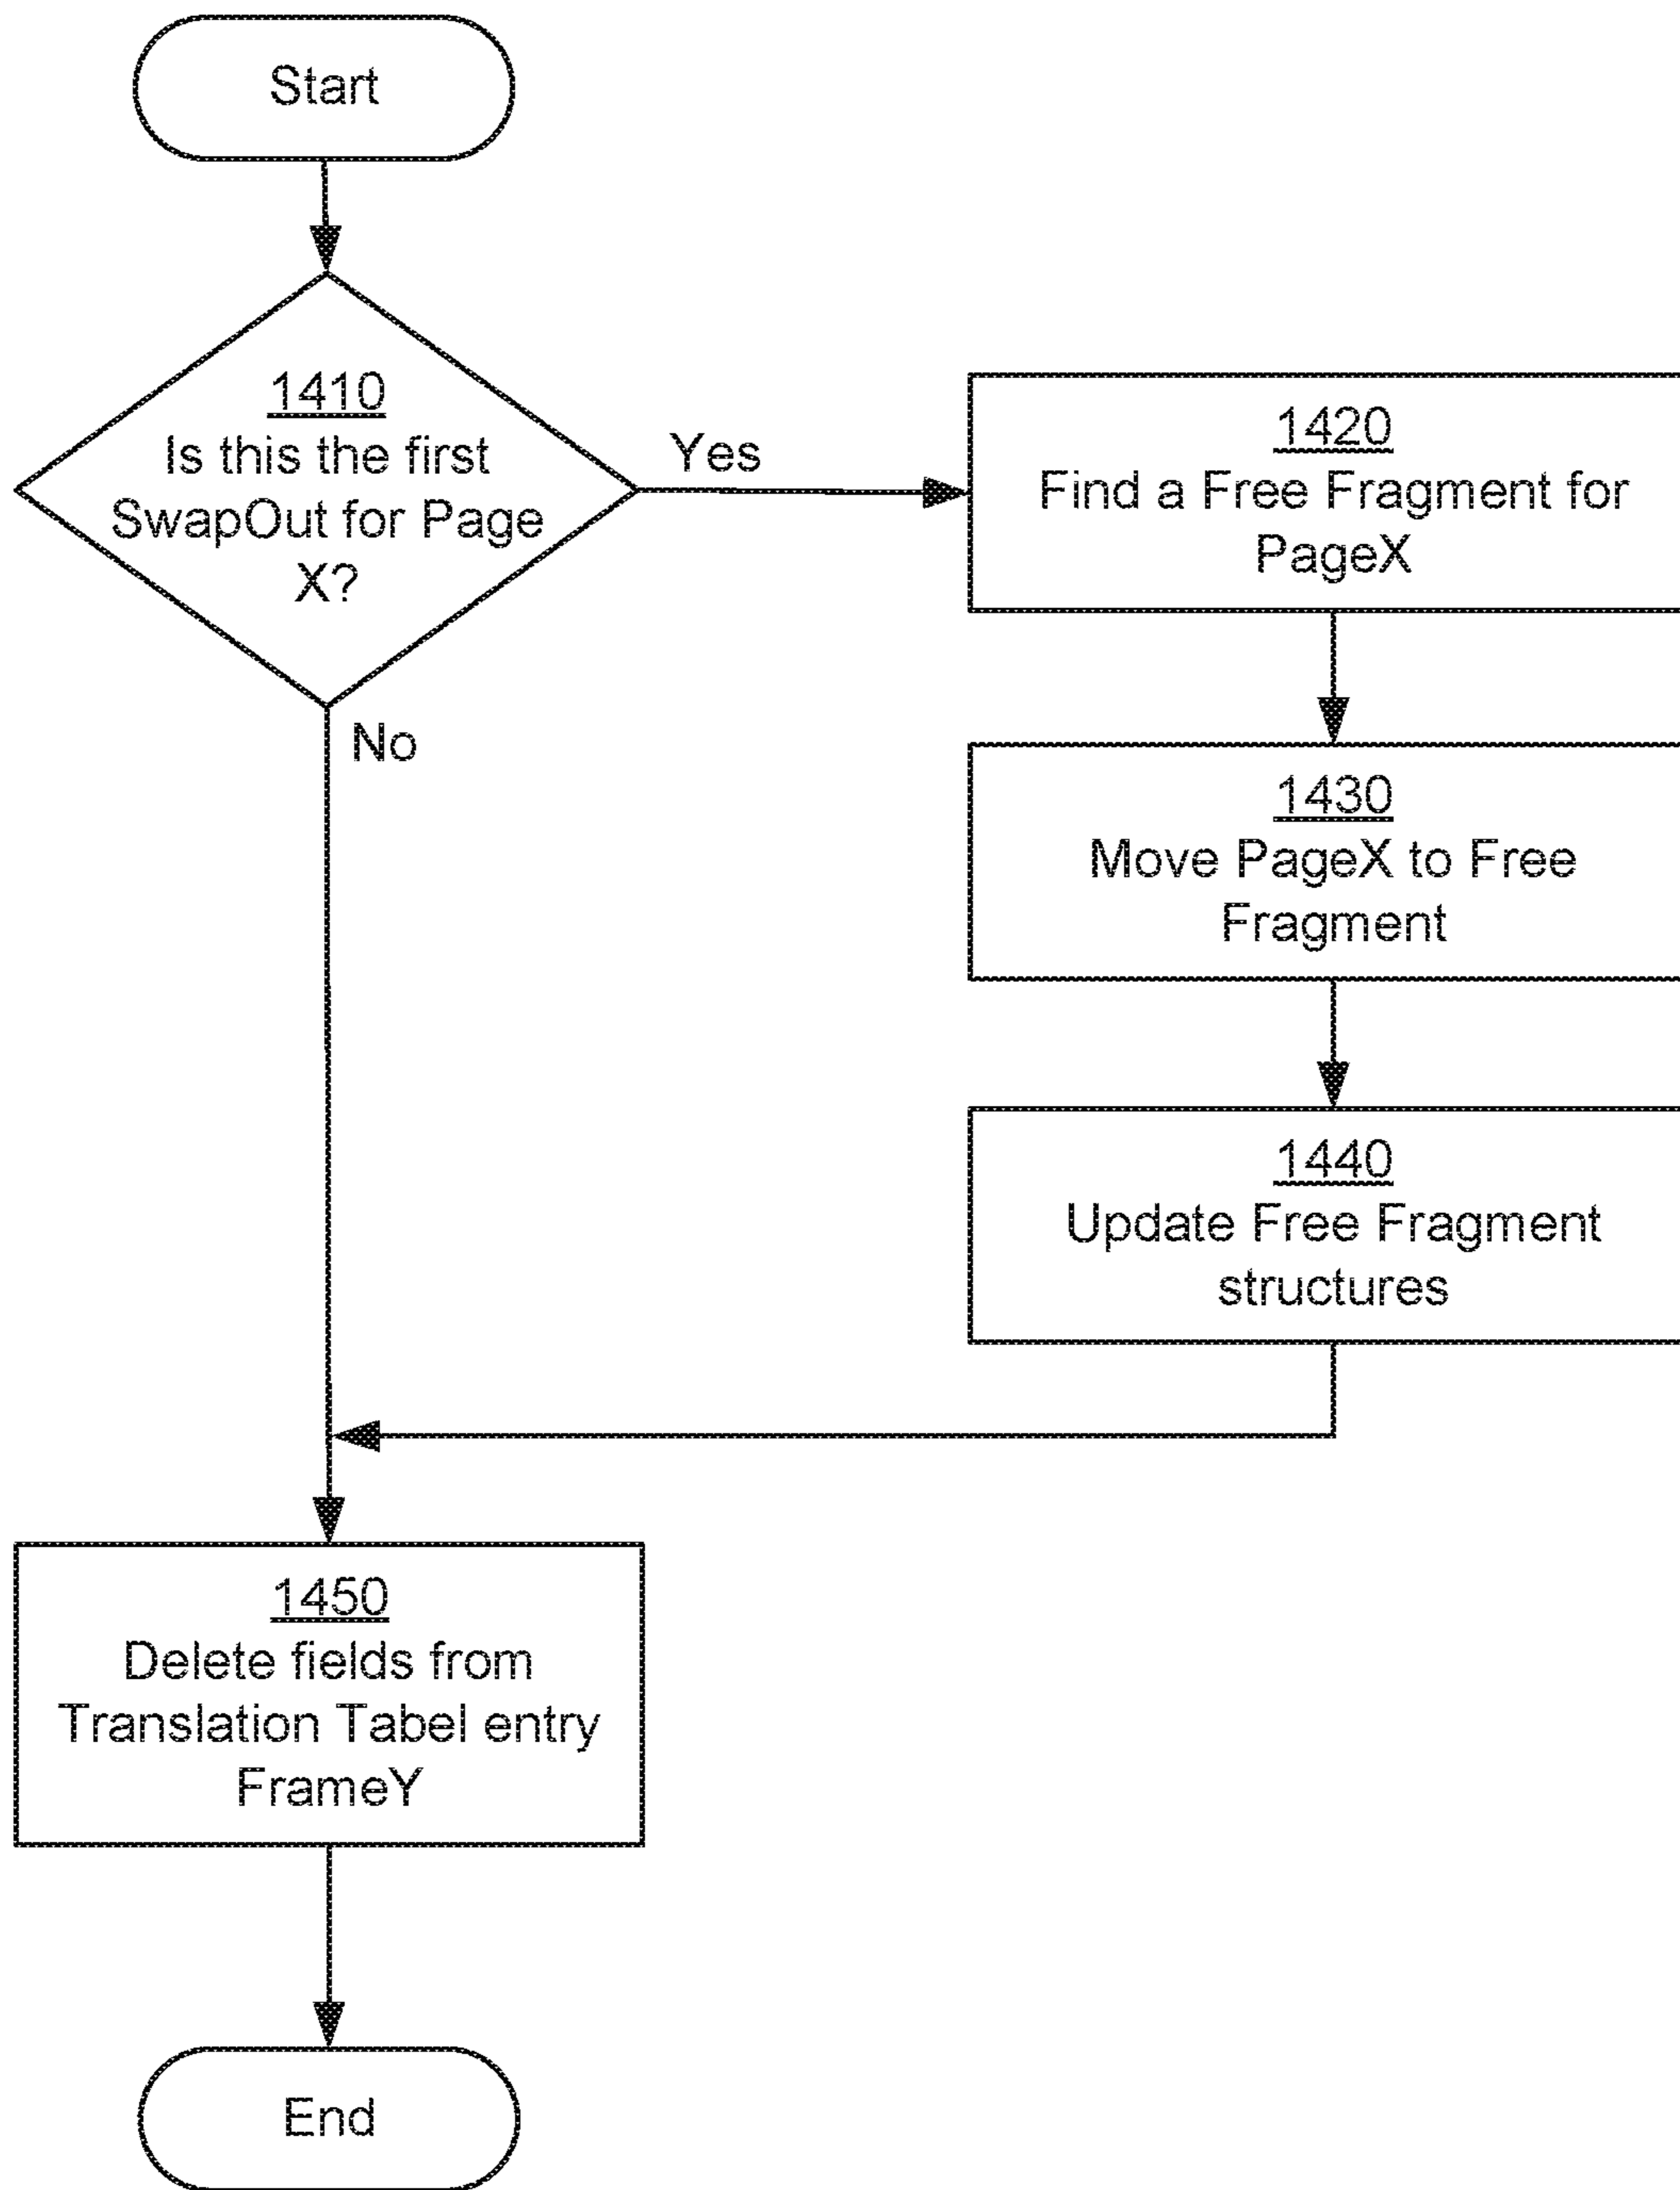 Start
1410
Is this the first
SwapOut for Page
X?
Yes
No
1420
Find a Free Fragment for
PageX
1430
Move PageX to Free
Fragment
1440
Update Free Fragment
structures
1450
Delete fields from
Translation Tabel entry
FrameY
End